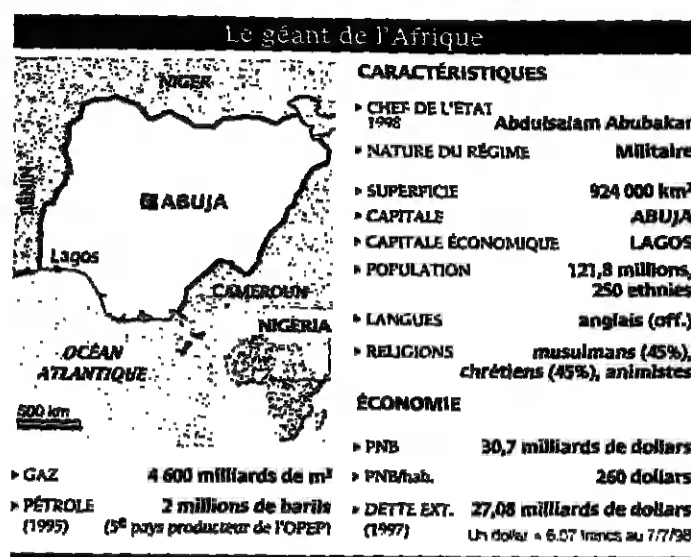 Le géant de l'Afrique
NIGER
BÉNIN
ABUJA
Lagos
CAMEROUN
NIGERIA
OCÉAN
ATLANTIQUE
500 km
CARACTÉRISTIQUES
▸ CHEF DE L'ÉTAT
1998 Abdulsalam Abubakar
▸ NATURE DU RÉGIME Militaire
▸ SUPERFICIE 924 000 km²
▸ CAPITALE ABUJA
▸ CAPITALE ÉCONOMIQUE LAGOS
▸ POPULATION 121,8 millions,
250 ethnies
▸ LANGUES anglais (off.)
▸ RELIGIONS musulmans (45%),
chrétiens (45%), animistes
ÉCONOMIE
▸ PNB 30,7 milliards de dollars
▸ PNB/hab. 260 dollars
▸ DETTE EXT. 27,08 milliards de dollars
(1997) Un dollar = 6.07 francs au 7/7/98
▸ GAZ 4 600 milliards de m³
▸ PÉTROLE 2 millions de barils
(1995) (5e pays producteur de l'OPEP)